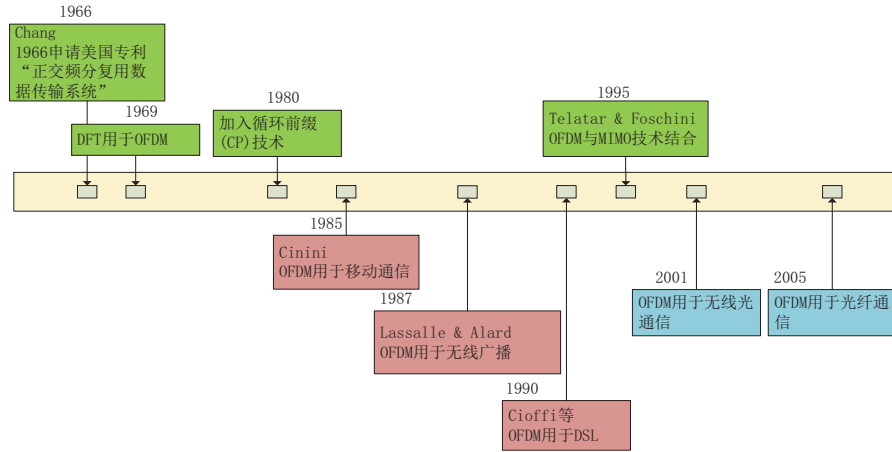 1966
Chang
1966申请美国专利
“正交频分复用数
据传输系统”
1969
DFT用于OFDM
1980
加入循环前缀
(CP)技术
1995
Telatar & Foschini
OFDM与MIMO技术结合
1985
Cinini
OFDM用于移动通信
1987
Lassalle & Alard
OFDM用于无线广播
1990
Cioffi等
OFDM用于DSL
2001
OFDM用于无线光
通信
2005
OFDM用于光纤通
信